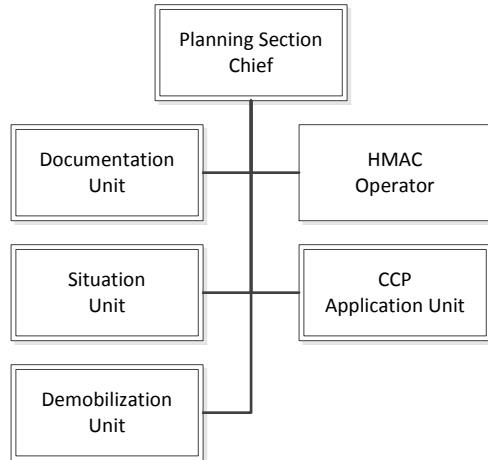 Planning Section
Chief
Documentation
Unit
HMAC
Operator
Situation
Unit
CCP
Application Unit
Demobilization
Unit